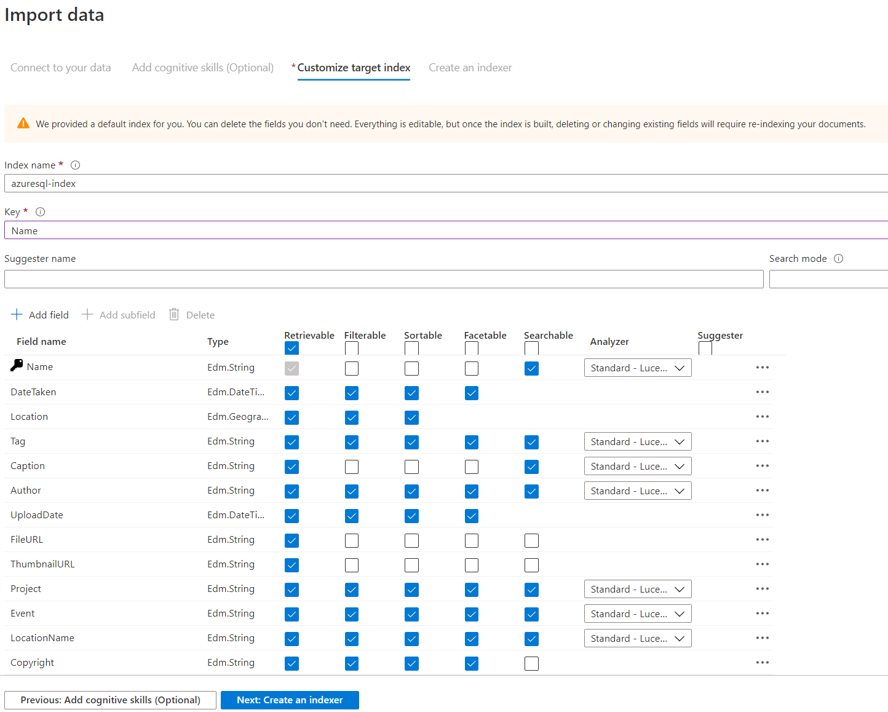 Import data
Connect to your data Add cognitive skills (Optional) *Customize target index Create an indexer
We provided a default index for you. You can delete the fields you don't need. Everything is editable, but once the index is built, deleting or changing existing fields will require re-indexing your documents.
Index name *
azuresql-index
Key *
Name
Suggester name Search mode
Add field Add subfield Delete
Field name Type Retrievable Filterable Sortable Facetable Searchable Analyzer Suggester
Name Edm.String Standard - Luce...
DateTaken Edm.DateTi...
Location Edm.Geogra...
Tag Edm.String Standard - Luce...
Caption Edm.String Standard - Luce...
Author Edm.String Standard - Luce...
UploadDate Edm.DateTi...
FileURL Edm.String
ThumbnailURL Edm.String
Project Edm.String Standard - Luce...
Event Edm.String Standard - Luce...
LocationName Edm.String Standard - Luce...
Copyright Edm.String
Previous: Add cognitive skills (Optional) Next: Create an indexer